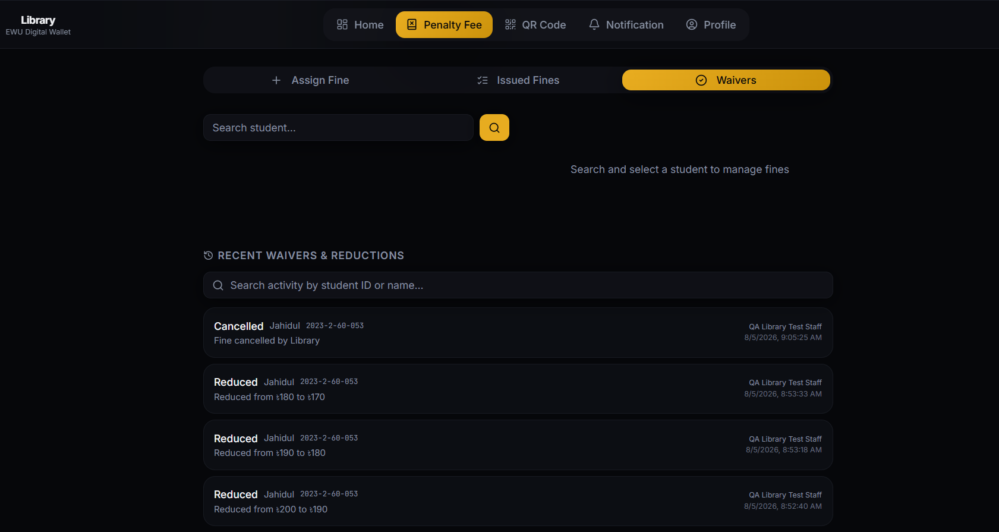 Library
EWU Digital Wallet
Home
Penalty Fee
QR Code
Notification
Profile
Assign Fine
Issued Fines
Waivers
Search student...
Search and select a student to manage fines
RECENT WAIVERS & REDUCTIONS
Search activity by student ID or name...
Cancelled Jahidul 2023-2-60-053
Fine cancelled by Library
QA Library Test Staff
8/5/2026, 9:05:25 AM
Reduced Jahidul 2023-2-60-053
Reduced from ৳180 to ৳170
QA Library Test Staff
8/5/2026, 8:53:33 AM
Reduced Jahidul 2023-2-60-053
Reduced from ৳190 to ৳180
QA Library Test Staff
8/5/2026, 8:53:18 AM
Reduced Jahidul 2023-2-60-053
Reduced from ৳200 to ৳190
QA Library Test Staff
8/5/2026, 8:52:40 AM